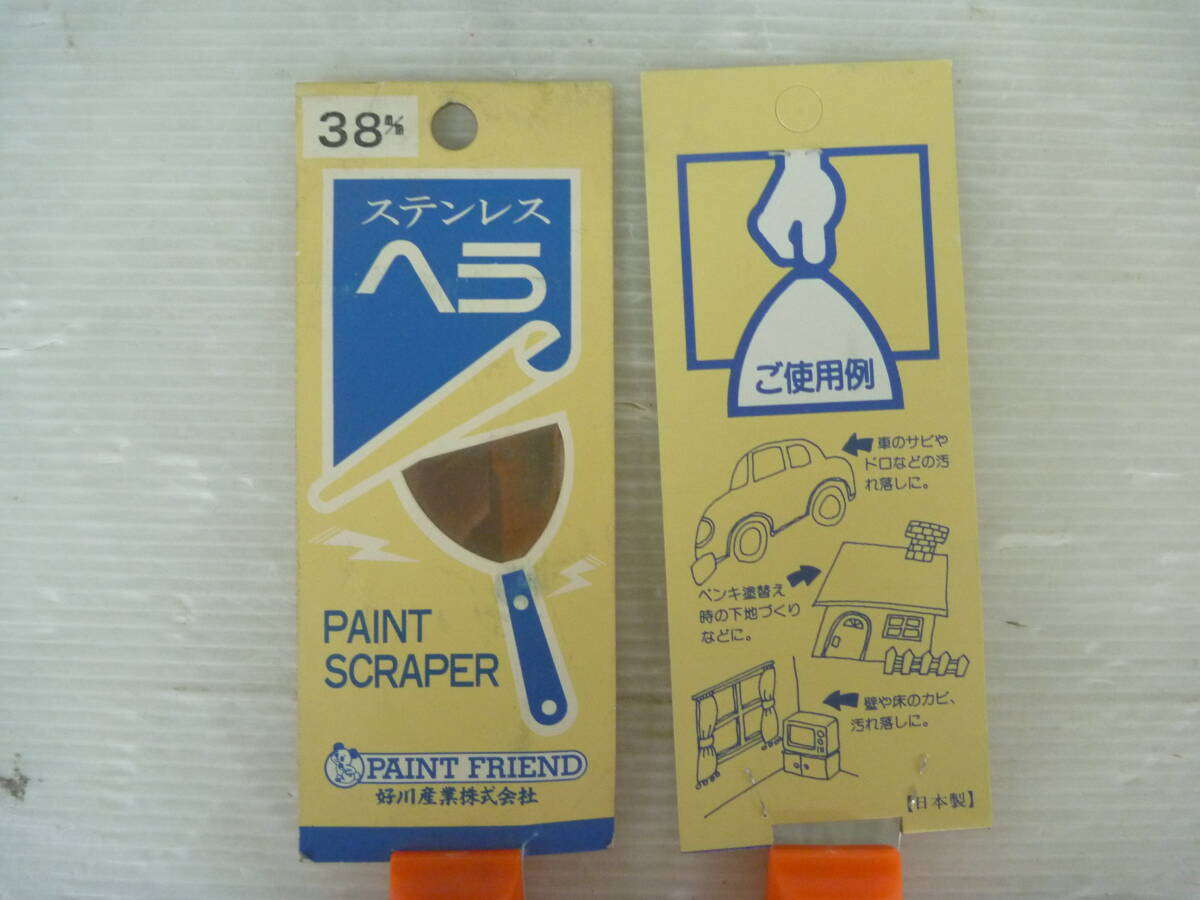 38㎜
ステンレス
ヘラ
PAINT
SCRAPER
PAINT FRIEND
好川産業株式会社
ご使用例
車のサビや
ドロなどの汚
れ落しに。
ペンキ塗替え
時の下地づくり
などに。
壁や床のカビ、
汚れ落しに。
【日本製】